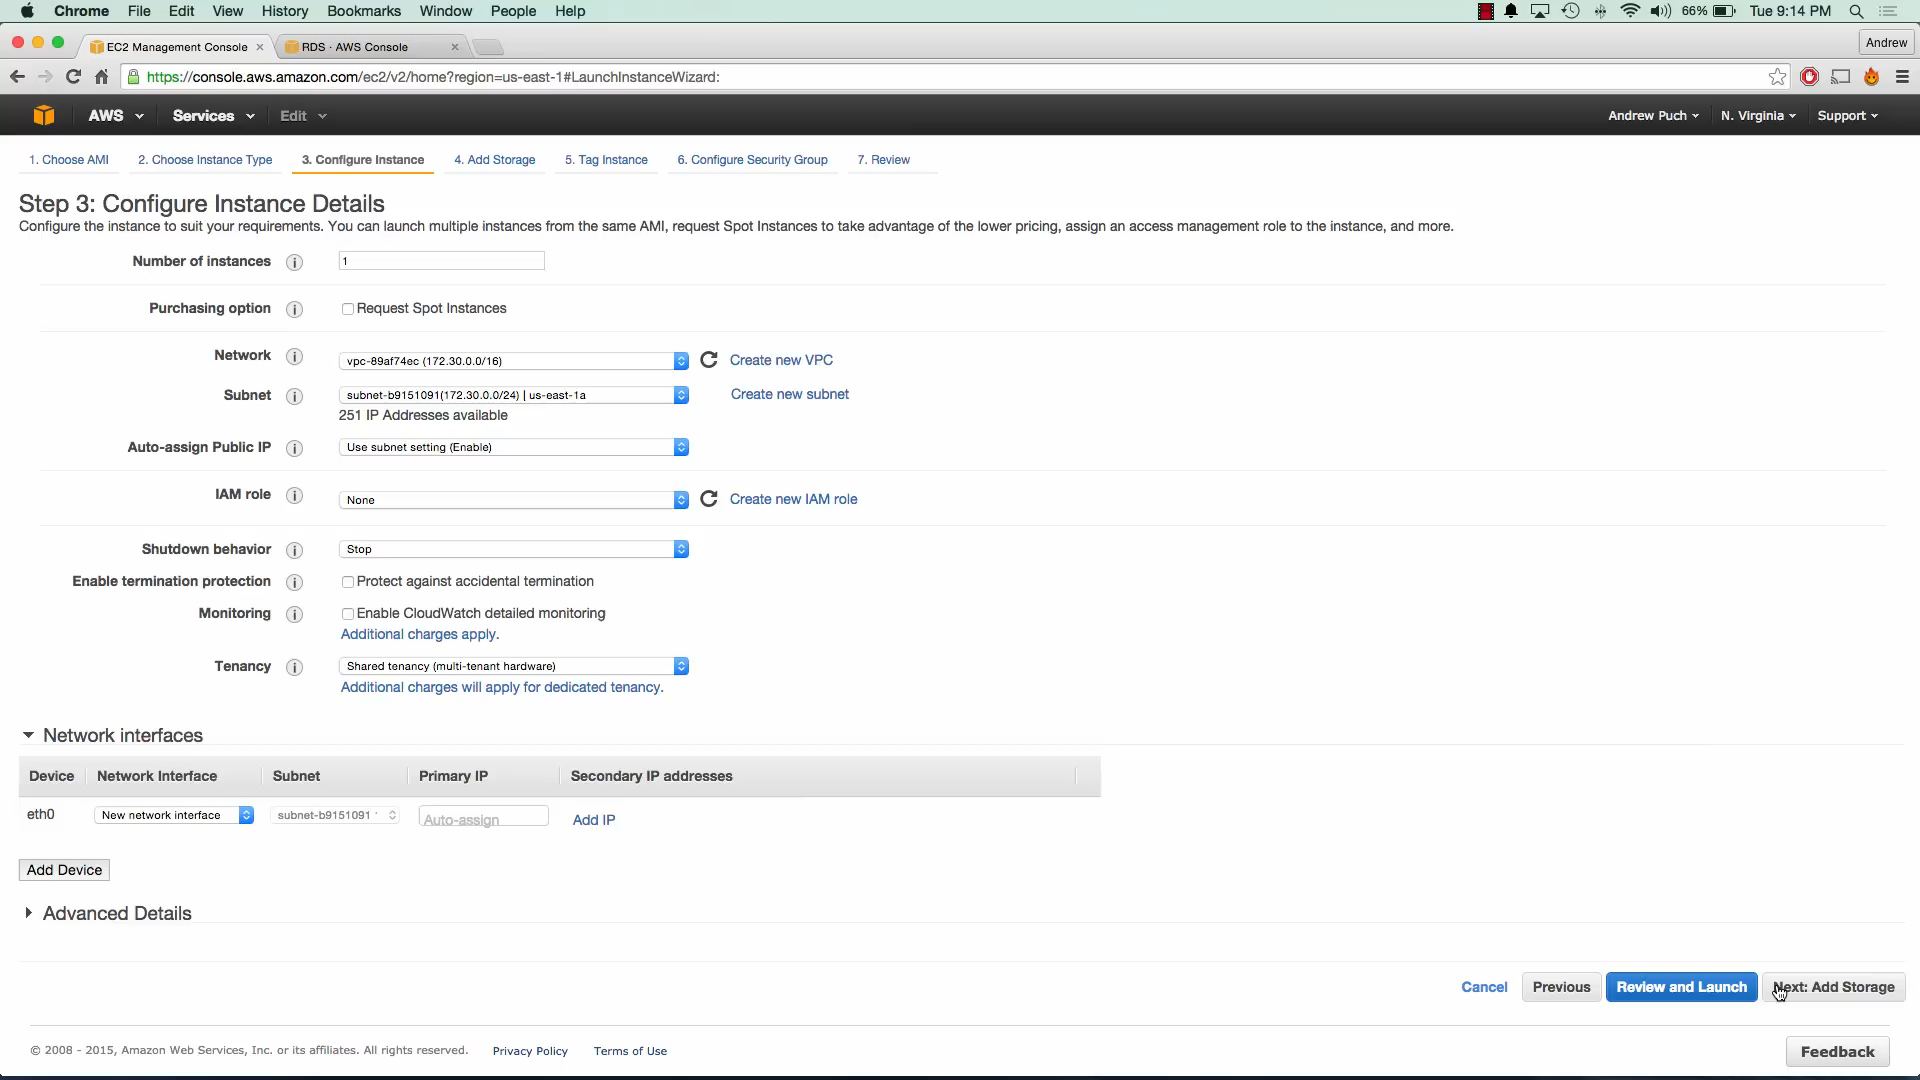 Chrome File Edit View History Bookmarks Window People Help 66% Tue 9:14 PM
EC2 Management Console RDS · AWS Console Andrew
https://console.aws.amazon.com/ec2/v2/home?region=us-east-1#LaunchInstanceWizard:
AWS Services Edit Andrew Puch N. Virginia Support
1. Choose AMI 2. Choose Instance Type 3. Configure Instance 4. Add Storage 5. Tag Instance 6. Configure Security Group 7. Review
Step 3: Configure Instance Details
Configure the instance to suit your requirements. You can launch multiple instances from the same AMI, request Spot Instances to take advantage of the lower pricing, assign an access management role to the instance, and more.
Number of instances 1
Purchasing option Request Spot Instances
Network vpc-89af74ec (172.30.0.0/16) Create new VPC
Subnet subnet-b9151091(172.30.0.0/24) | us-east-1a Create new subnet
251 IP Addresses available
Auto-assign Public IP Use subnet setting (Enable)
IAM role None Create new IAM role
Shutdown behavior Stop
Enable termination protection Protect against accidental termination
Monitoring Enable CloudWatch detailed monitoring
Additional charges apply.
Tenancy Shared tenancy (multi-tenant hardware)
Additional charges will apply for dedicated tenancy.
Network interfaces
Device Network Interface Subnet Primary IP Secondary IP addresses
eth0 New network interface subnet-b9151091 Auto-assign Add IP
Add Device
Advanced Details
Cancel Previous Review and Launch Next: Add Storage
© 2008 - 2015, Amazon Web Services, Inc. or its affiliates. All rights reserved. Privacy Policy Terms of Use
Feedback